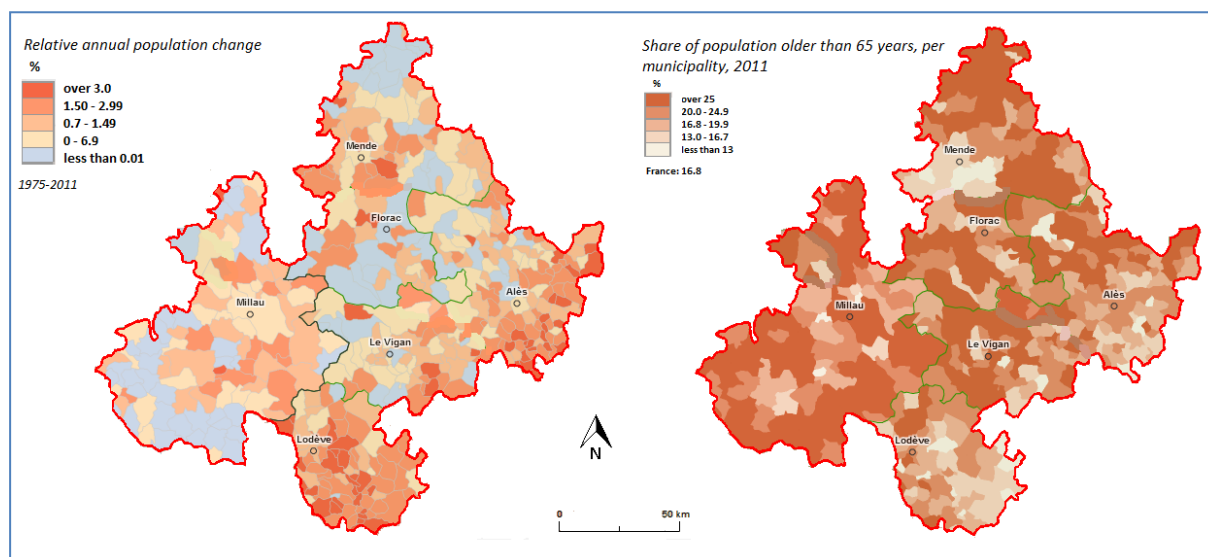 Relative annual population change
%
over 3.0
1.50 - 2.99
0.7 - 1.49
0 - 6.9
less than 0.01
1975-2011
Mende
Florac
Millau
Alès
Le Vigan
Lodève
N
0 50 km
Share of population older than 65 years, per
municipality, 2011
%
over 25
20.0 - 24.9
16.8 - 19.9
13.0 - 16.7
less than 13
France: 16.8
Mende
Florac
Millau
Alès
Le Vigan
Lodève